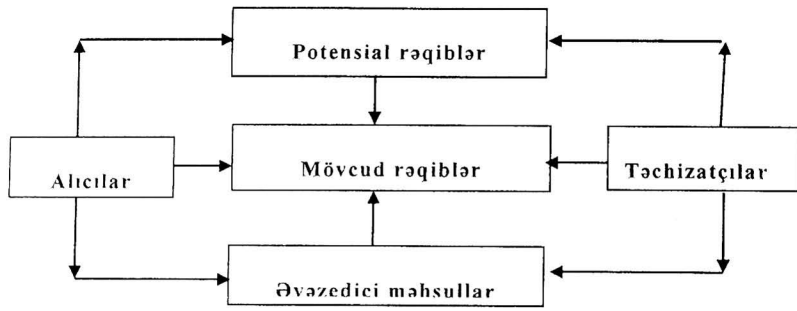 Potensial rəqiblər
Alıcılar
Mövcud rəqiblər
Təchizatçılar
Əvəzedici məhsullar